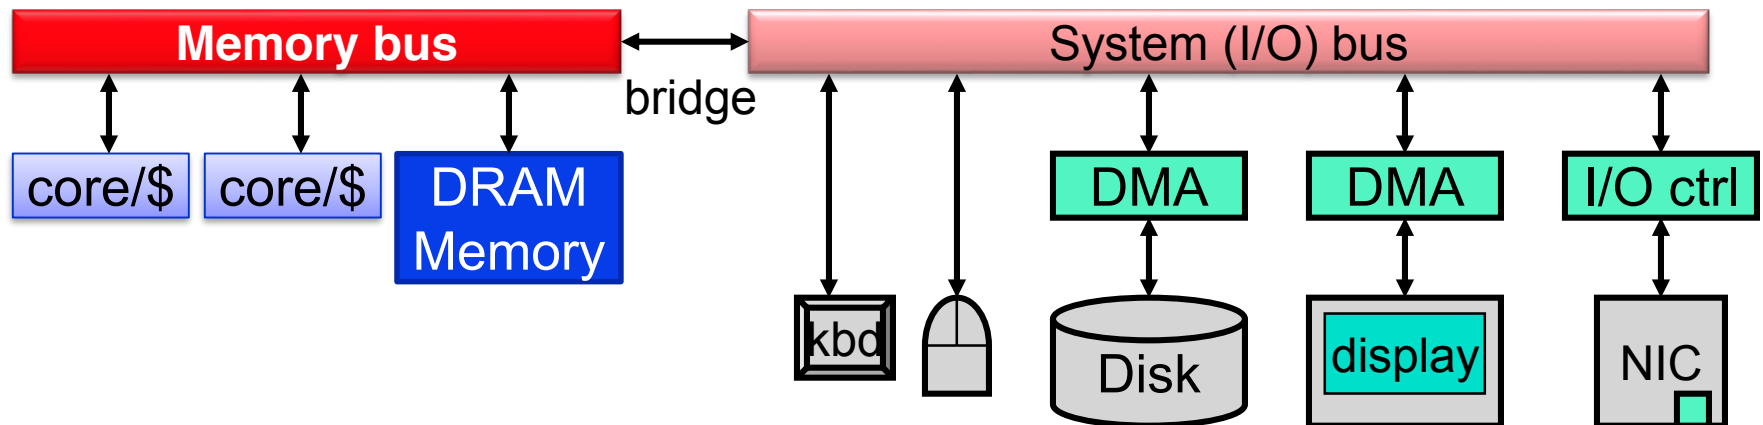 Memory bus
System (I/O) bus
bridge
core/$
core/$
DRAM
Memory
DMA
DMA
I/O ctrl
kbd
Disk
display
NIC